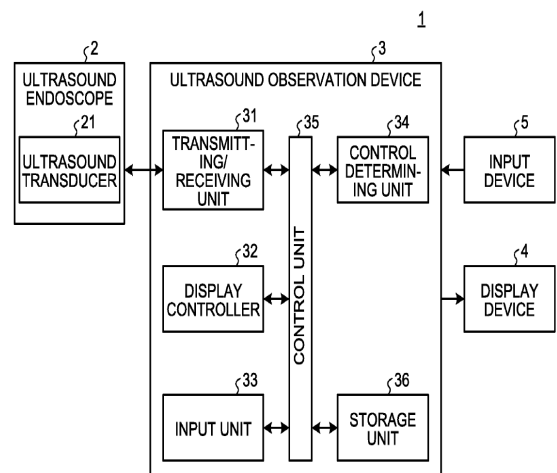 1
2
ULTRASOUND
ENDOSCOPE
21
ULTRASOUND
TRANSDUCER
3
ULTRASOUND OBSERVATION DEVICE
31
TRANSMITT-
ING/
RECEIVING
UNIT
35
CONTROL UNIT
34
CONTROL
DETERMIN-
ING UNIT
5
INPUT
DEVICE
32
DISPLAY
CONTROLLER
4
DISPLAY
DEVICE
33
INPUT UNIT
36
STORAGE
UNIT